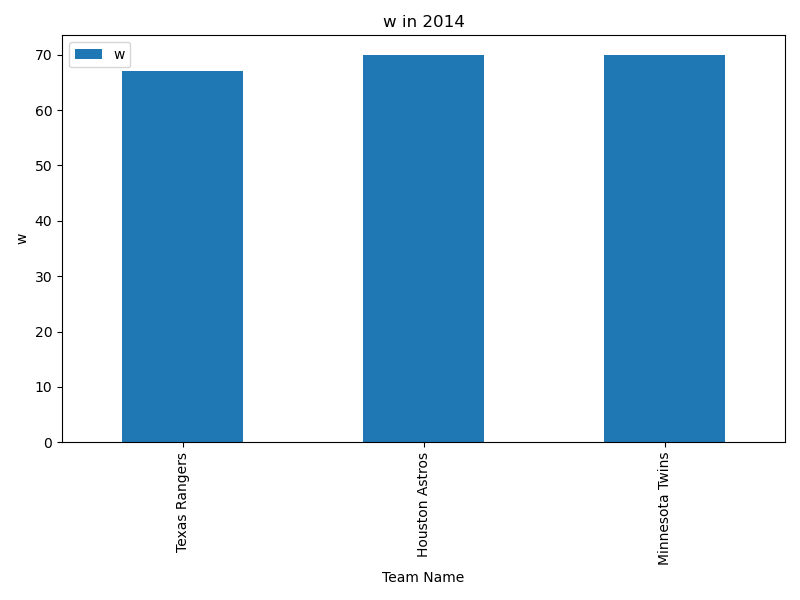 w in 2014
w
70
60
50
40
30
20
10
0
w
Texas Rangers
Houston Astros
Minnesota Twins
Team Name